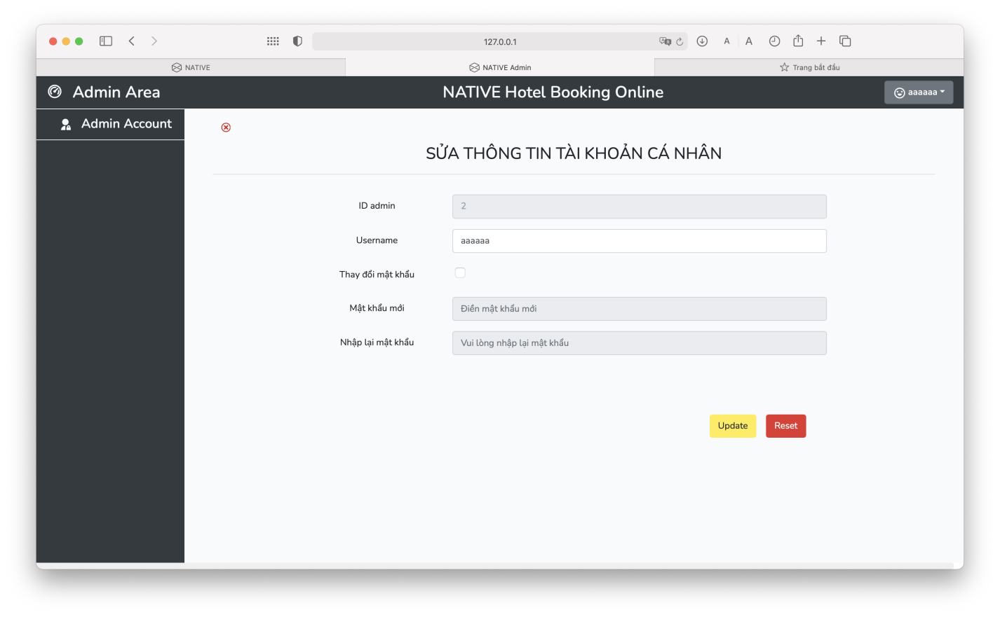 127.0.0.1
A A
NATIVE
NATIVE Admin
Trang bắt đầu
Admin Area
NATIVE Hotel Booking Online
aaaaaa
Admin Account
SỬA THÔNG TIN TÀI KHOẢN CÁ NHÂN
ID admin
2
Username
aaaaaa
Thay đổi mật khẩu
Mật khẩu mới
Điền mật khẩu mới
Nhập lại mật khẩu
Vui lòng nhập lại mật khẩu
Update
Reset